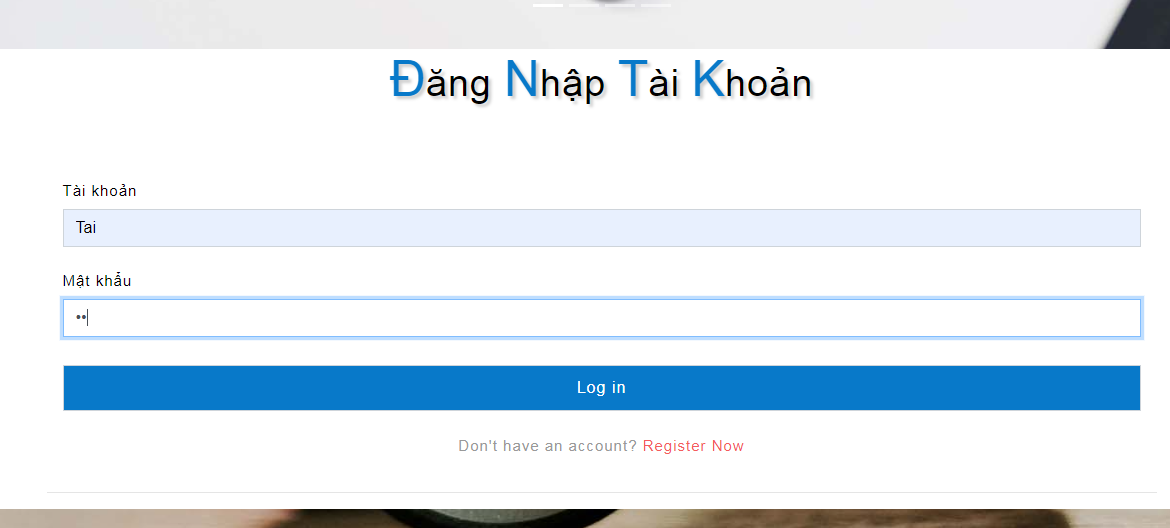 Đăng Nhập Tài Khoản
Tài khoản
Tai
Mật khẩu
••
Log in
Don't have an account? Register Now